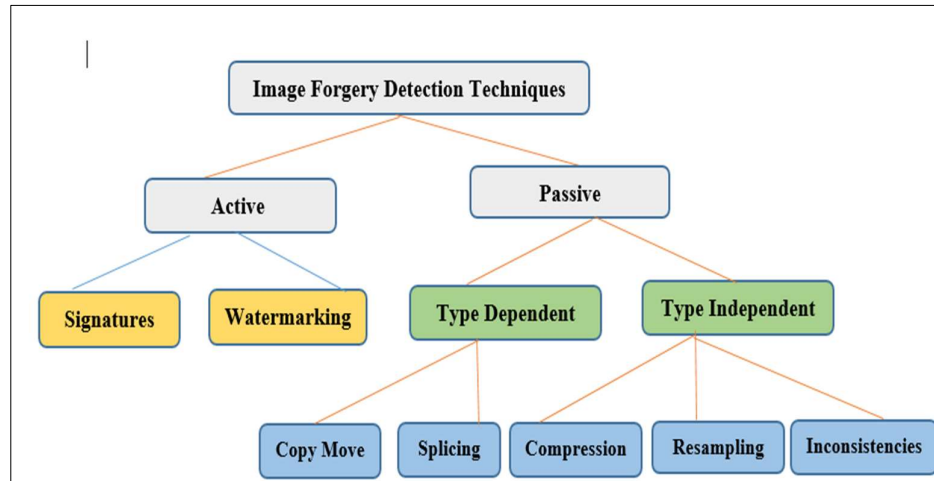 Image Forgery Detection Techniques
Active
Passive
Signatures
Watermarking
Type Dependent
Type Independent
Copy Move
Splicing
Compression
Resampling
Inconsistencies